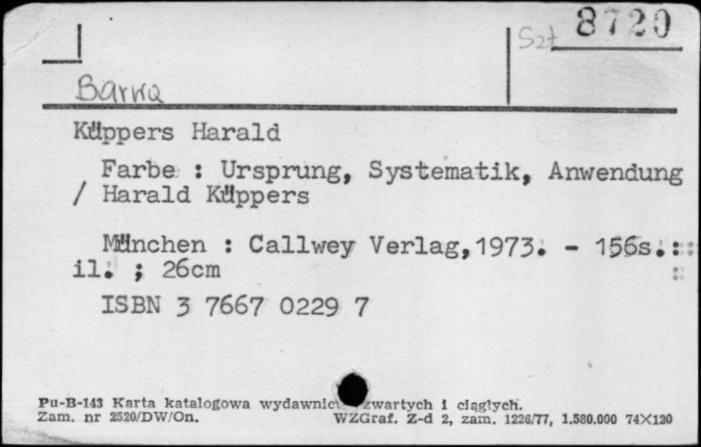 8720
Szt
Barwa
Küppers Harald
Farbe : Ursprung, Systematik, Anwendung
/ Harald Küppers
München : Callwey Verlag,1973. - 156s.:
il. ; 26cm
ISBN 3 7667 0229 7
Pu-B-143 Karta katalogowa wydawnic zwartych i ciągłych.
Zam. nr 2520/DW/On. WZGraf. Z-d 2, zam. 1226/77, 1.580.000 74X120